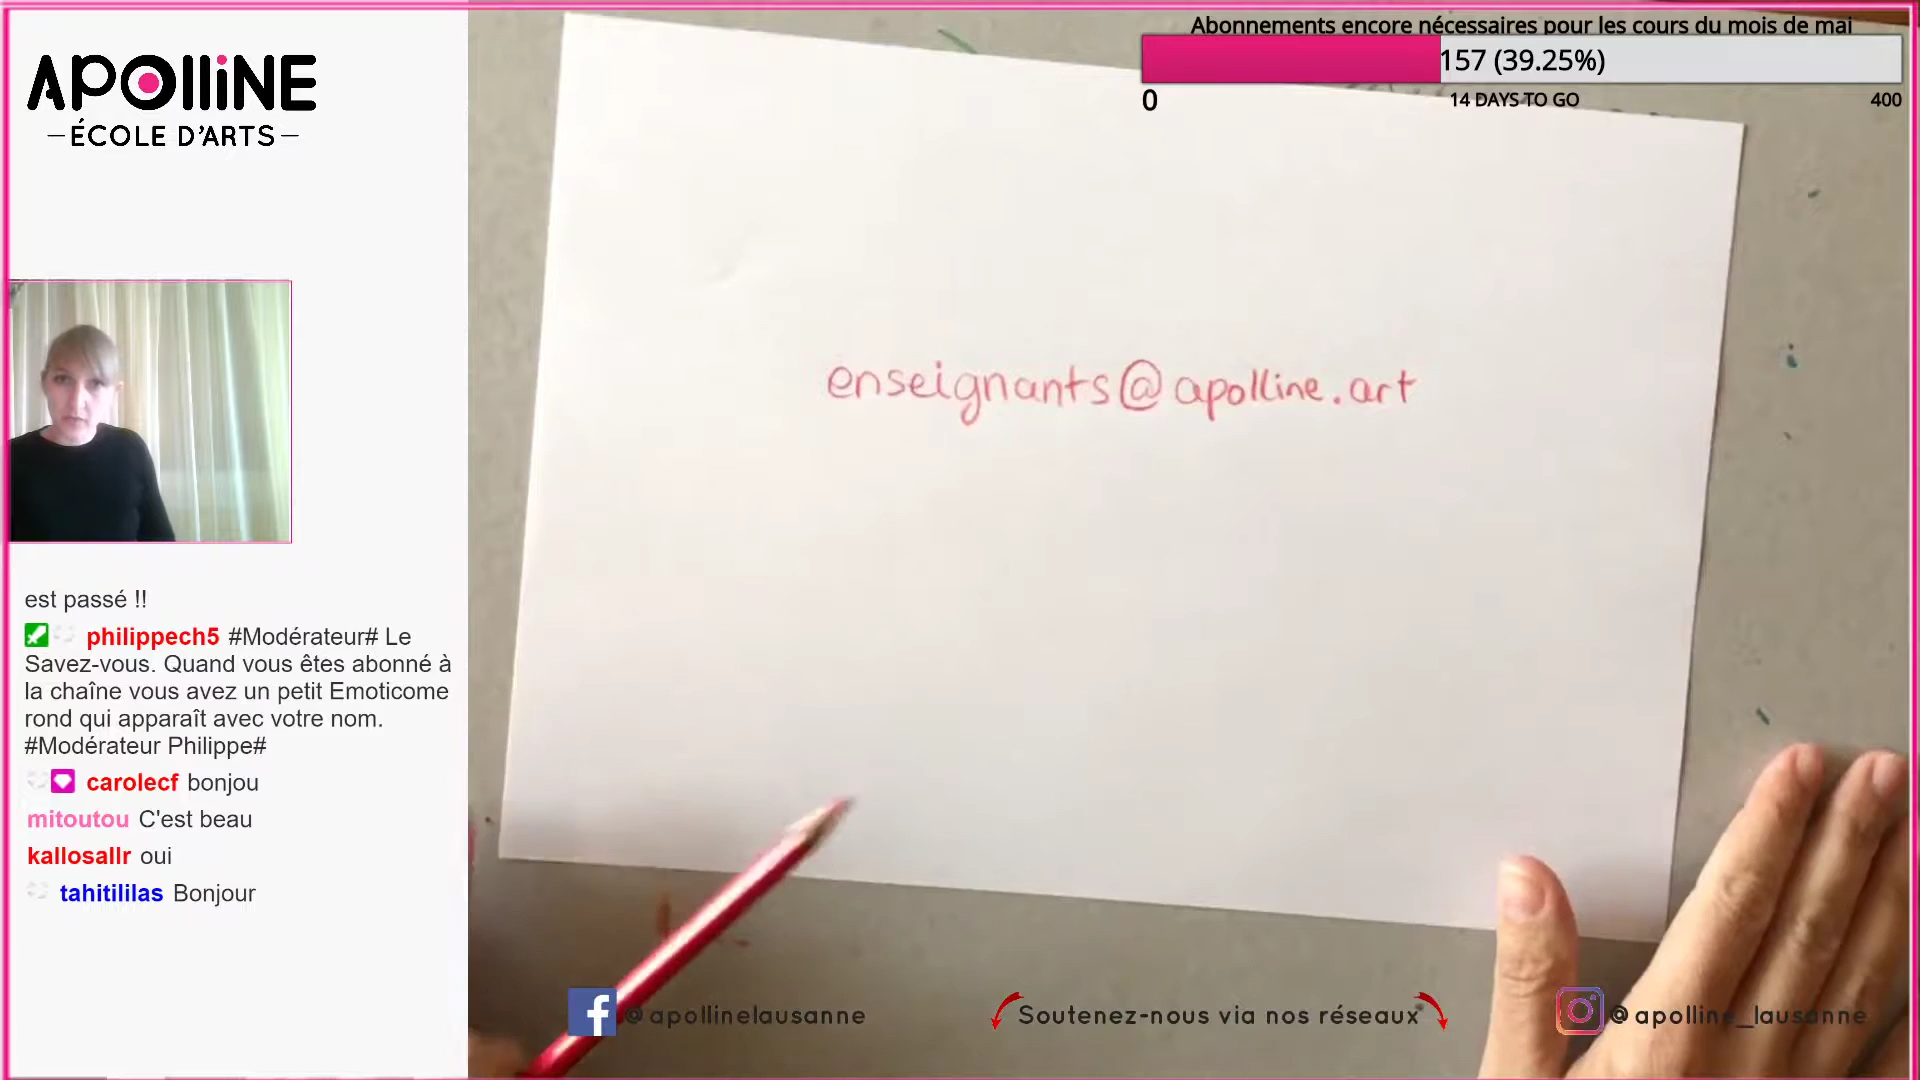 APOLLINE
–ÉCOLE D'ARTS–
Abonnements encore nécessaires pour les cours du mois de mai
157 (39.25%)
0
14 DAYS TO GO
400
enseignants@apolline.art
est passé !!
philippech5 #Modérateur# Le
Savez-vous. Quand vous êtes abonné à
la chaîne vous avez un petit Emoticome
rond qui apparaît avec votre nom.
#Modérateur Philippe#
carolecf bonjou
mitoutou C'est beau
kallosallr oui
tahitililas Bonjour
@apollinelausanne
Soutenez-nous via nos réseaux
@apolline_lausanne